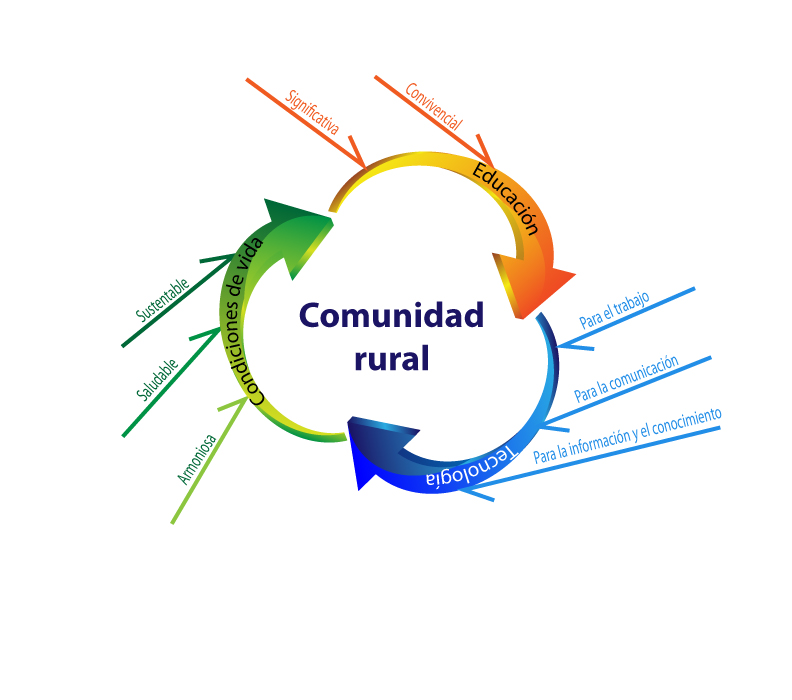 Significativa
Convivencial
Educación
Sustentable
Condiciones de vida
Comunidad
rural
Para el trabajo
Saludable
Para la comunicación
Armoniosa
Para la información y el conocimiento
Tecnología